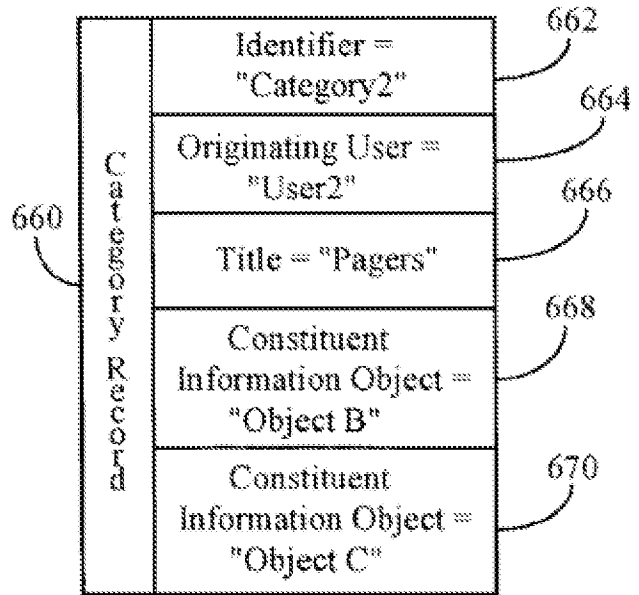 Identifier =
"Category2"
662
Originating User =
"User2"
664
Title = "Pagers"
666
Constituent
Information Object =
"Object B"
668
Constituent
Information Object =
"Object C"
670
Category Record
660